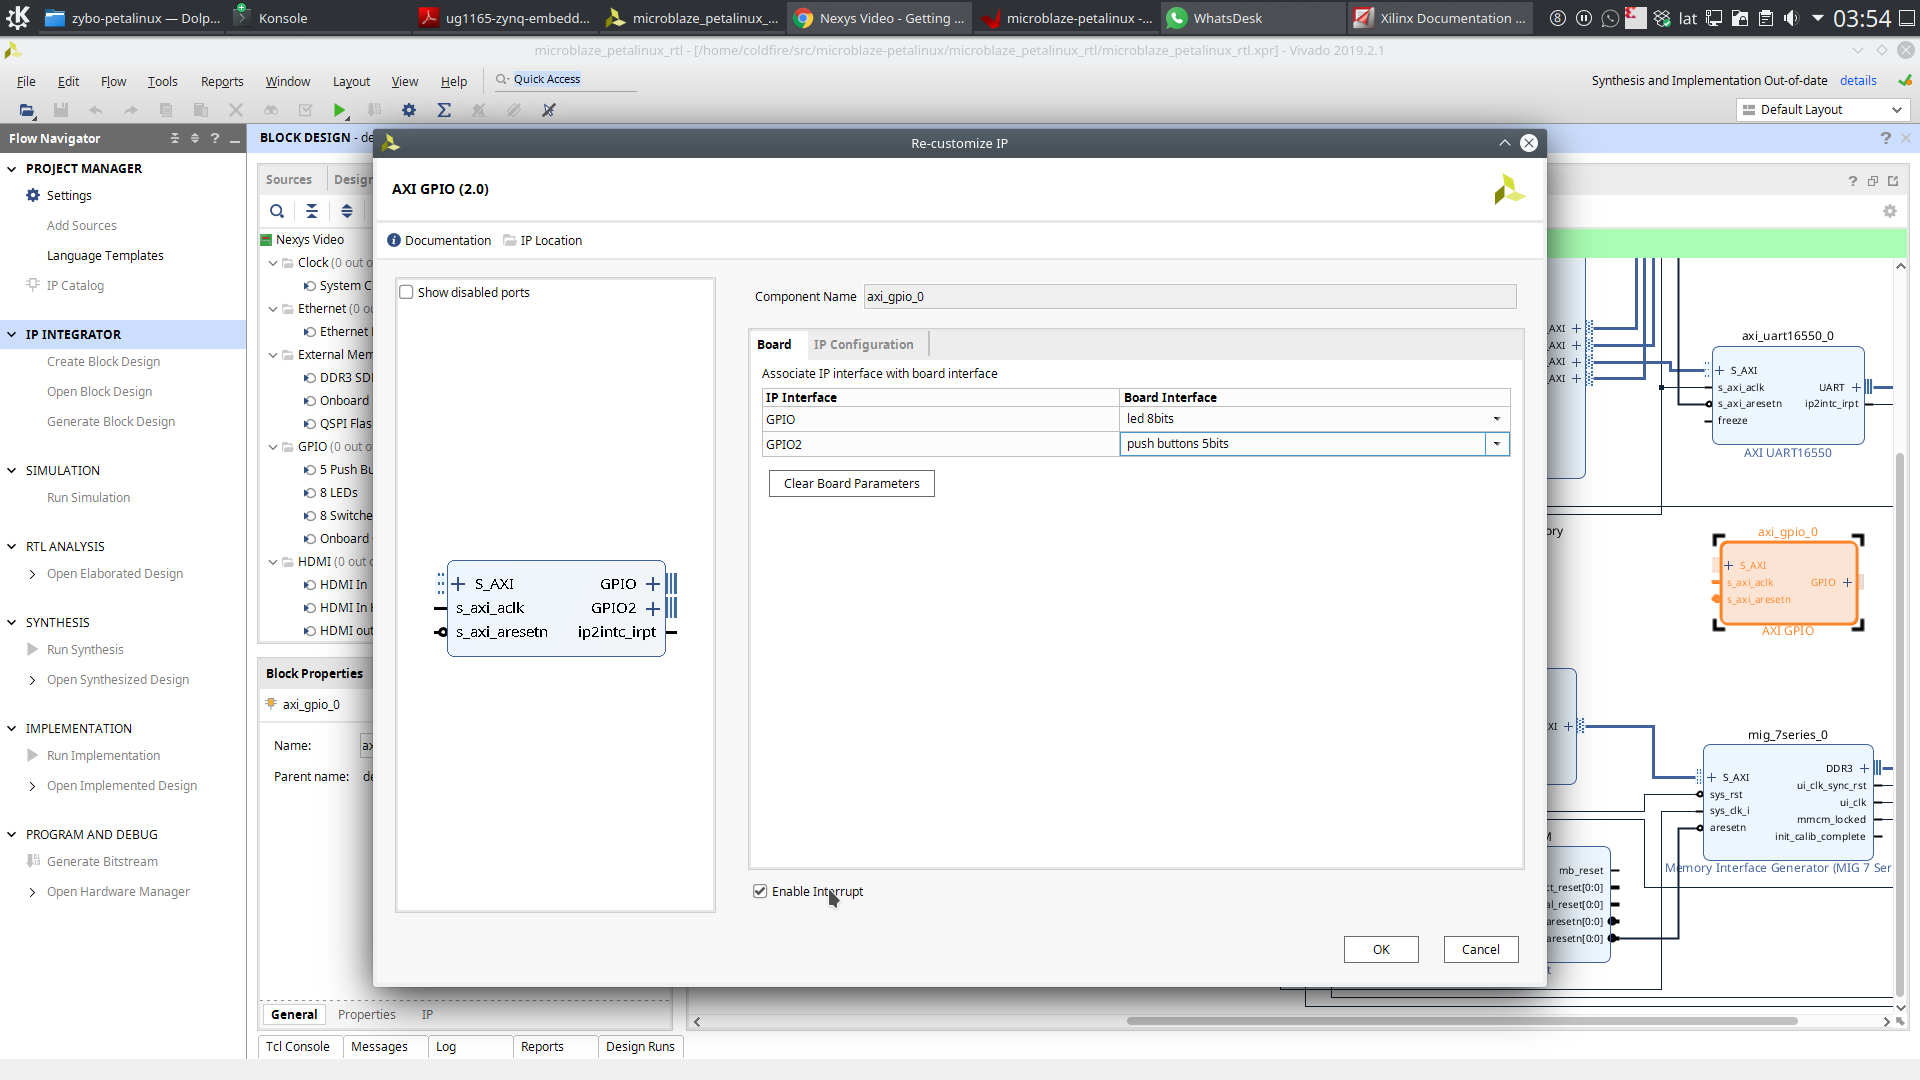 zybo-petalinux — Dolp...
Konsole
ug1165-zynq-embedd...
microblaze_petalinux_...
Nexys Video - Getting ...
microblaze-petalinux -...
WhatsDesk
Xilinx Documentation ...
lat
03:54
microblaze_petalinux_rtl - [/home/coldfire/src/microblaze-petalinux/microblaze_petalinux_rtl/microblaze_petalinux_rtl.xpr] - Vivado 2019.2.1
File Edit Flow Tools Reports Window Layout View Help
Quick Access
Synthesis and Implementation Out-of-date details
Default Layout
Flow Navigator
PROJECT MANAGER
Settings
Add Sources
Language Templates
IP Catalog
IP INTEGRATOR
Create Block Design
Open Block Design
Generate Block Design
SIMULATION
Run Simulation
RTL ANALYSIS
Open Elaborated Design
SYNTHESIS
Run Synthesis
Open Synthesized Design
IMPLEMENTATION
Run Implementation
Open Implemented Design
PROGRAM AND DEBUG
Generate Bitstream
Open Hardware Manager
BLOCK DESIGN - de
Sources Design
Nexys Video
Clock (0 out o
System C
Ethernet (0 ou
Ethernet
External Mem
DDR3 SD
Onboard
QSPI Flas
GPIO (0 out o
5 Push Bu
8 LEDs
8 Switche
Onboard
HDMI (0 out o
HDMI In
HDMI In
HDMI out
Block Properties
axi_gpio_0
Name: ax
Parent name: de
General Properties IP
Tcl Console Messages Log Reports Design Runs
Re-customize IP
AXI GPIO (2.0)
Documentation IP Location
Show disabled ports
S_AXI
s_axi_aclk
s_axi_aresetn
GPIO
GPIO2
ip2intc_irpt
Component Name axi_gpio_0
Board IP Configuration
Associate IP interface with board interface
IP Interface Board Interface
GPIO led 8bits
GPIO2 push buttons 5bits
Clear Board Parameters
Enable Interrupt
OK Cancel
AXI
AXI
AXI
AXI
axi_uart16550_0
S_AXI
s_axi_aclk
s_axi_aresetn
freeze
UART
ip2intc_irpt
AXI UART16550
ory
axi_gpio_0
S_AXI
s_axi_aclk
s_axi_aresetn
GPIO
AXI GPIO
XI
mig_7series_0
S_AXI
sys_rst
sys_clk_i
aresetn
DDR3
ui_clk_sync_rst
ui_clk
mmcm_locked
init_calib_complete
Memory Interface Generator (MIG 7 Ser
mb_reset
ct_reset[0:0]
al_reset[0:0]
aresetn[0:0]
aresetn[0:0]